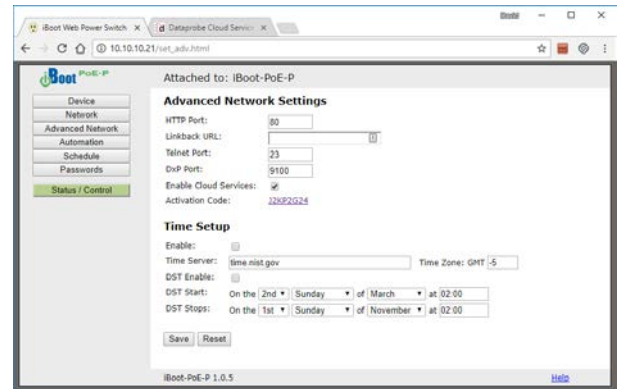 iBoot Web Power Switch
Dataprobe Cloud Servic
10.10.10.21/set_adv.html
iBoot PoE-P
Attached to: iBoot-PoE-P
Device
Network
Advanced Network
Automation
Schedule
Passwords
Status / Control
Advanced Network Settings
HTTP Port: 80
Linkback URL:
Telnet Port: 23
DxP Port: 9100
Enable Cloud Services:
Activation Code: J2KP2G24
Time Setup
Enable:
Time Server: time.nist.gov Time Zone: GMT -5
DST Enable:
DST Start: On the 2nd Sunday of March at 02:00
DST Stops: On the 1st Sunday of November at 02:00
Save Reset
iBoot-PoE-P 1.0.5 Help